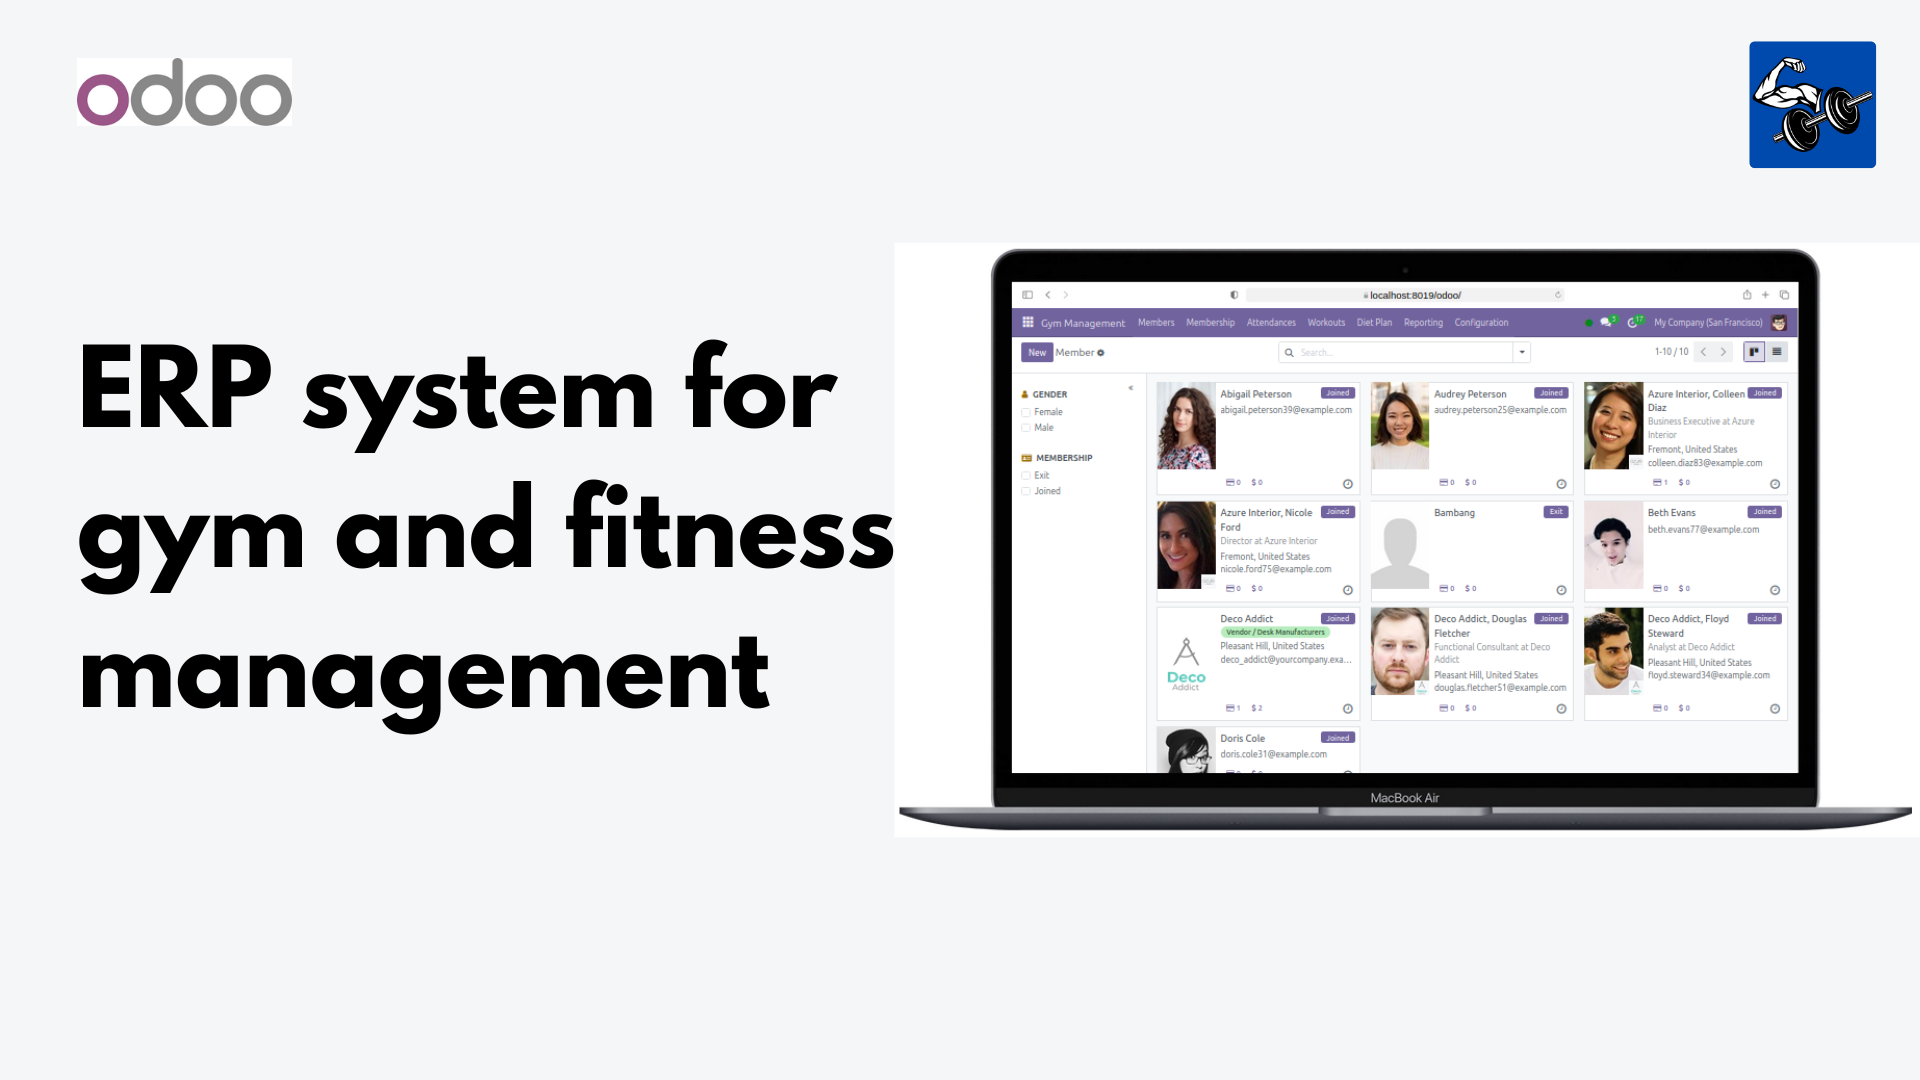 odoo
ERP system for
gym and fitness
management
localhost:8019/odoo/
Gym Management Members Membership Attendances Workouts Diet Plan Reporting Configuration 3 17 My Company (San Francisco)
New Member Search... 1-10 / 10
GENDER
Female
Male
MEMBERSHIP
Exit
Joined
Abigail Peterson Joined
abigail.peterson39@example.com
0 $ 0
Audrey Peterson Joined
audrey.peterson25@example.com
0 $ 0
Azure Interior, Colleen Joined
Diaz
Business Executive at Azure
Interior
Fremont, United States
colleen.diaz83@example.com
1 $ 0
Azure Interior, Nicole Joined
Ford
Director at Azure Interior
Fremont, United States
nicole.ford75@example.com
0 $ 0
Bambang Exit
0 $ 0
Beth Evans Joined
beth.evans77@example.com
0 $ 0
Deco Addict Joined
Vendor / Desk Manufacturers
Pleasant Hill, United States
deco_addict@yourcompany.exa...
Deco
Addict
1 $ 2
Deco Addict, Douglas Joined
Fletcher
Functional Consultant at Deco
Addict
Pleasant Hill, United States
douglas.fletcher51@example.com
0 $ 0
Deco Addict, Floyd Joined
Steward
Analyst at Deco Addict
Pleasant Hill, United States
floyd.steward34@example.com
0 $ 0
Doris Cole Joined
doris.cole31@example.com
MacBook Air